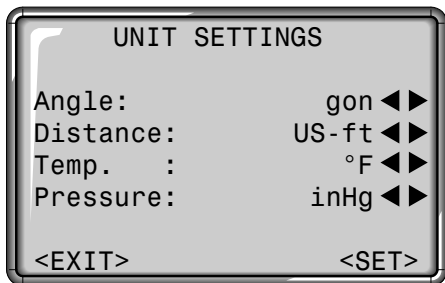 UNIT SETTINGS
Angle: gon ◀▶
Distance: US-ft ◀▶
Temp. : °F ◀▶
Pressure: inHg ◀▶
<EXIT> <SET>